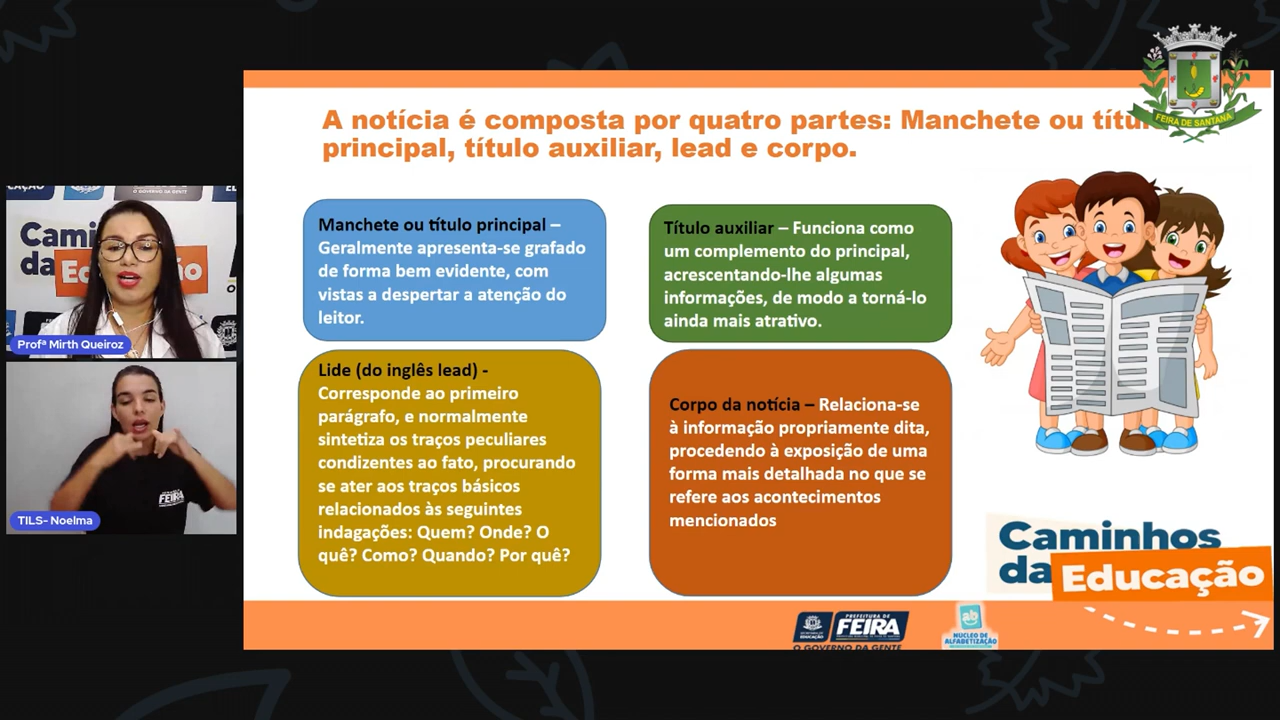 FEIRA DE SANTANA
A notícia é composta por quatro partes: Manchete ou
principal, título auxiliar, lead e corpo.
Manchete ou título principal –
Geralmente apresenta-se grafado
de forma bem evidente, com
vistas a despertar a atenção do
leitor.
Título auxiliar – Funciona como
um complemento do principal,
acrescentando-lhe algumas
informações, de modo a torná-lo
ainda mais atrativo.
Lide (do inglês lead) -
Corresponde ao primeiro
parágrafo, e normalmente
sintetiza os traços peculiares
condizentes ao fato, procurando
se ater aos traços básicos
relacionados às seguintes
indagações: Quem? Onde? O
quê? Como? Quando? Por quê?
Corpo da notícia – Relaciona-se
à informação propriamente dita,
procedendo à exposição de uma
forma mais detalhada no que se
refere aos acontecimentos
mencionados
Profª Mirth Queiroz
FEIRA
TILS- Noelma
Caminhos
da Educação
PREFEITURA DE
FEIRA
O GOVERNO DA GENTE
ab
NÚCLEO DE
ALFABETIZAÇÃO